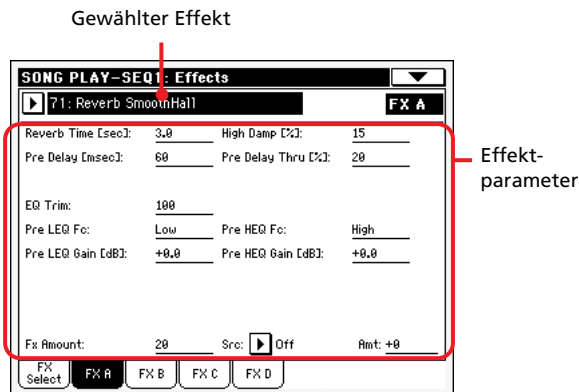 Gewählter Effekt
SONG PLAY-SEQ1: Effects
71: Reverb SmoothHall FX A
Reverb Time [sec]: 3.0 High Damp [%]: 15
Pre Delay [msec]: 60 Pre Delay Thru [%]: 20
Effekt-
parameter
EQ Trim: 100
Pre LEQ Fc: Low Pre HEQ Fc: High
Pre LEQ Gain [dB]: +0.0 Pre HEQ Gain [dB]: +0.0
Fx Amount: 20 Src: Off Amt: +0
FX
Select FX A FX B FX C FX D